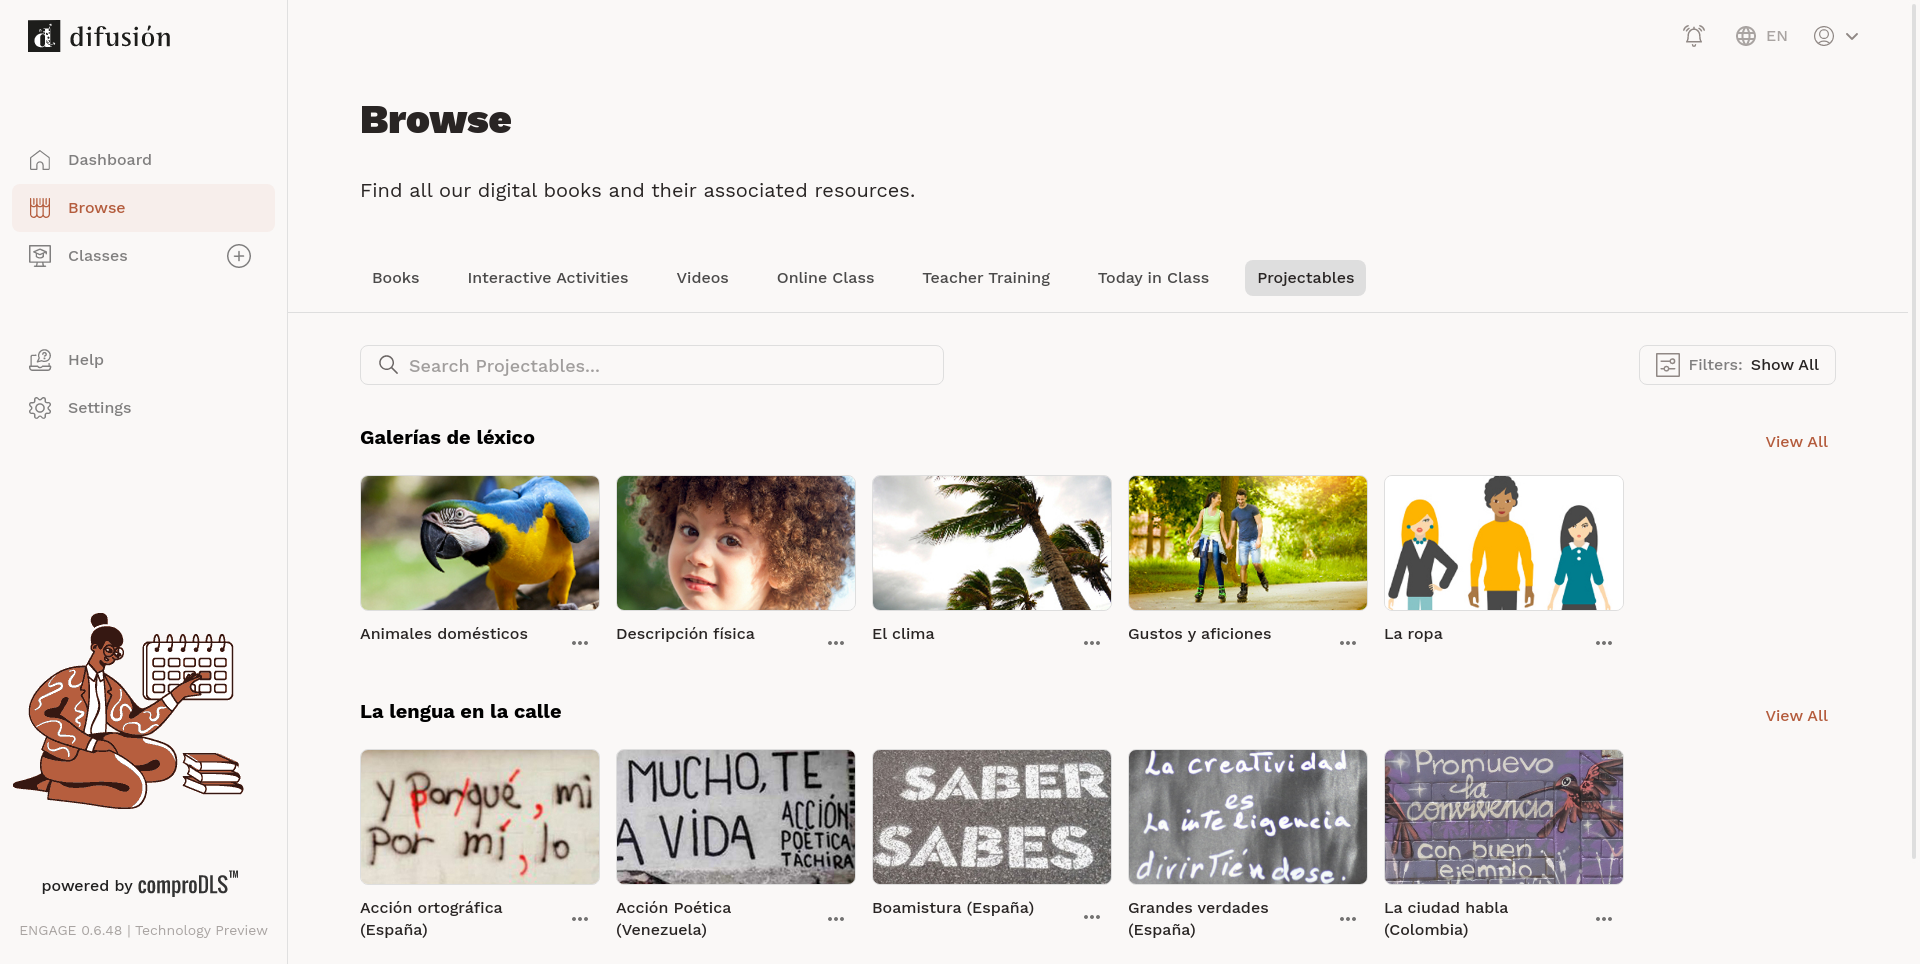 difusión
EN
Dashboard
Browse
Classes
Help
Settings
powered by comproDLS™
ENGAGE 0.6.48 | Technology Preview
Browse
Find all our digital books and their associated resources.
Books
Interactive Activities
Videos
Online Class
Teacher Training
Today in Class
Projectables
Search Projectables...
Filters: Show All
Galerías de léxico
View All
Animales domésticos
Descripción física
El clima
Gustos y aficiones
La ropa
La lengua en la calle
View All
y Porqué, mi
por mí, lo
MUCHO, TE
A VIDA
ACCIÓN
POÉTICA
TÁCHIRA
SABER
SABES
La creatividad
es
La inteligencia
divirTiéndose.
Promuevo
la
convivencia
con buen
ejemplo
Acción ortográfica
(España)
Acción Poética
(Venezuela)
Boamistura (España)
Grandes verdades
(España)
La ciudad habla
(Colombia)